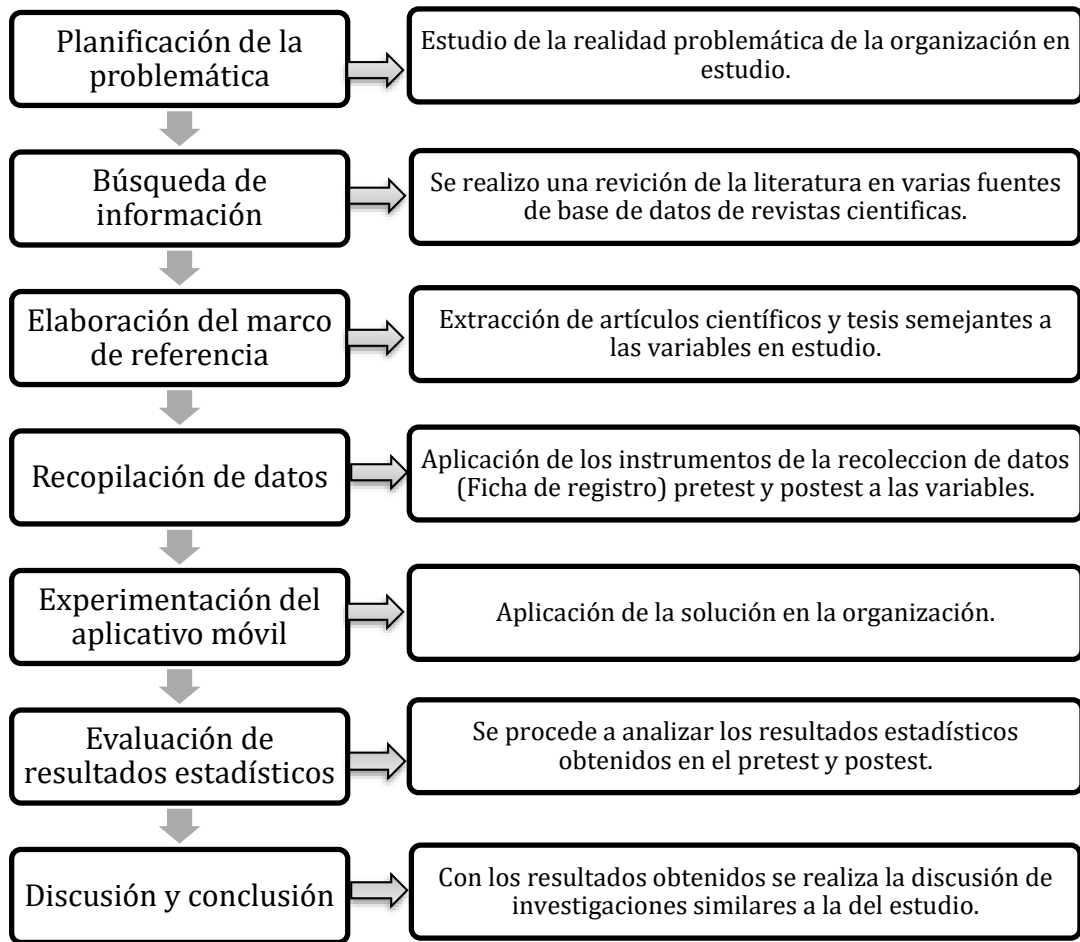 Planificación de la
problemática
Estudio de la realidad problemática de la organización en
estudio.
Búsqueda de
información
Se realizo una revición de la literatura en varias fuentes
de base de datos de revistas cientificas.
Elaboración del marco
de referencia
Extracción de artículos científicos y tesis semejantes a
las variables en estudio.
Recopilación de datos
Aplicación de los instrumentos de la recoleccion de datos
(Ficha de registro) pretest y postest a las variables.
Experimentación del
aplicativo móvil
Aplicación de la solución en la organización.
Evaluación de
resultados estadísticos
Se procede a analizar los resultados estadísticos
obtenidos en el pretest y postest.
Discusión y conclusión
Con los resultados obtenidos se realiza la discusión de
investigaciones similares a la del estudio.